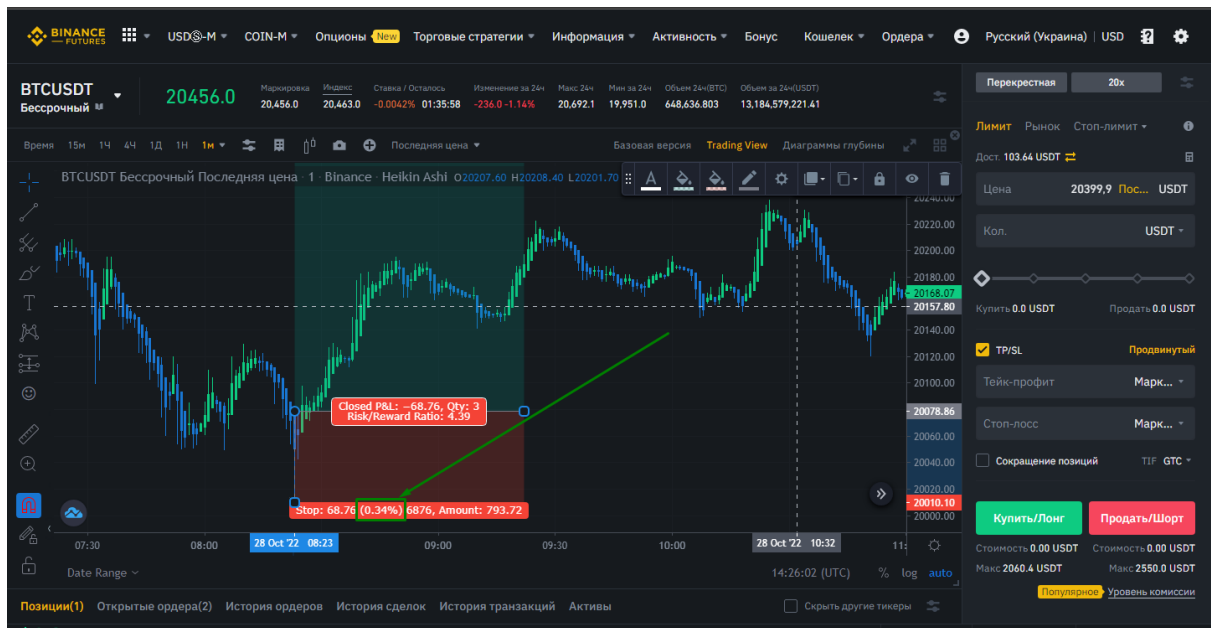 BINANCE
FUTURES
USDⓈ-M
COIN-M
Опционы New
Торговые стратегии
Информация
Активность
Бонус
Кошелек
Ордера
Русский (Украина) | USD
BTCUSDT
Бессрочный
20456.0
Маркировка
20,456.0
Индекс
20,463.0
Ставка / Осталось
-0.0042% 01:35:58
Изменение за 24ч
-236.0 -1.14%
Макс 24ч
20,692.1
Мин за 24ч
19,951.0
Объем 24ч(BTC)
648,636.803
Объем за 24ч(USDT)
13,184,579,221.41
Время 15м 1Ч 4Ч 1Д 1Н 1м
Последняя цена
Базовая версия Trading View Диаграммы глубины
BTCUSDT Бессрочный Последняя цена · 1 · Binance · Heikin Ashi O20207.60 H20208.40 L20201.70
20240.00
20220.00
20200.00
20180.00
20168.07
20157.80
20140.00
20120.00
20100.00
20078.86
20060.00
20040.00
20020.00
20010.10
20000.00
Closed P&L: −68.76, Qty: 3
Risk/Reward Ratio: 4.39
Stop: 68.76 (0.34%) 6876, Amount: 793.72
07:30 08:00 28 Oct '22 08:23 09:00 09:30 10:00 28 Oct '22 10:32 11:
Date Range
14:26:02 (UTC) % log auto
Позиции(1) Открытые ордера(2) История ордеров История сделок История транзакций Активы
Скрыть другие тикеры
Перекрестная 20x
Лимит Рынок Стоп-лимит
Дост. 103.64 USDT
Цена 20399,9 Пос... USDT
Кол. USDT
Купить 0.0 USDT Продать 0.0 USDT
TP/SL Продвинутый
Тейк-профит Марк...
Стоп-лосс Марк...
Сокращение позиций TIF GTC
Купить/Лонг Продать/Шорт
Стоимость 0.00 USDT Стоимость 0.00 USDT
Макс 2060.4 USDT Макс 2550.0 USDT
Популярное Уровень комиссии